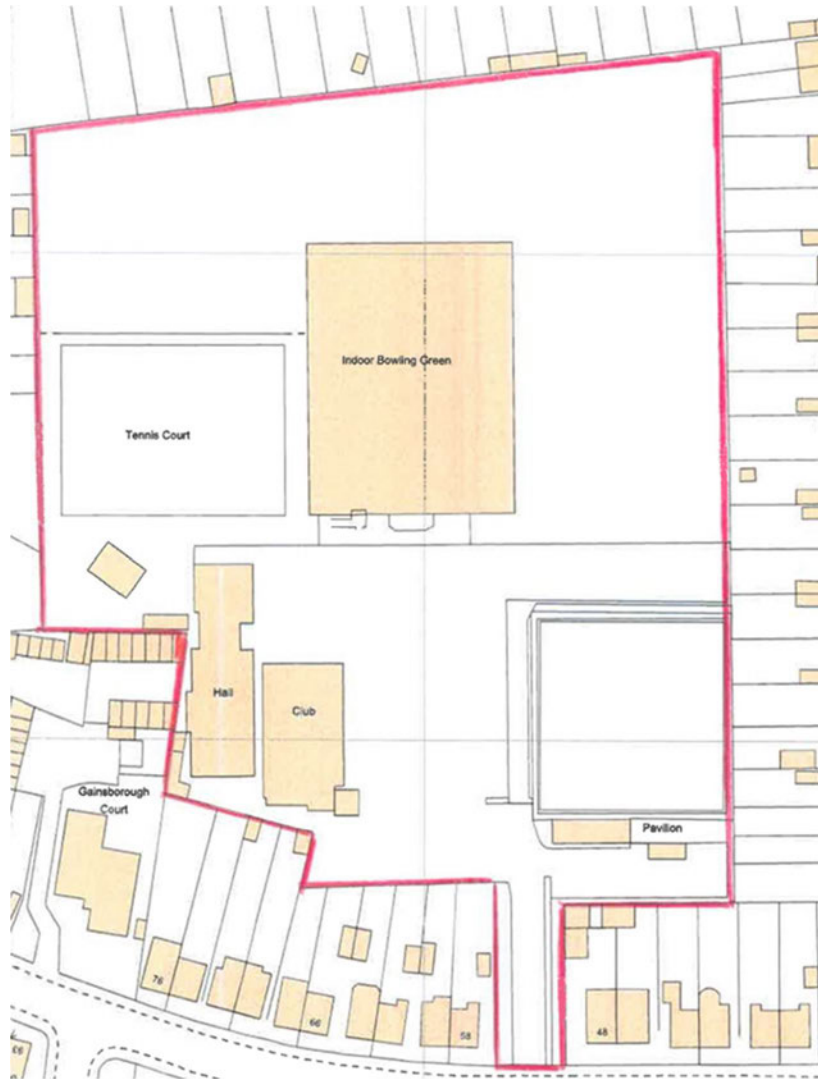 Indoor Bowling Green
Tennis Court
Hall
Club
Gainsborough
Court
Pavilion
76
66
58
48